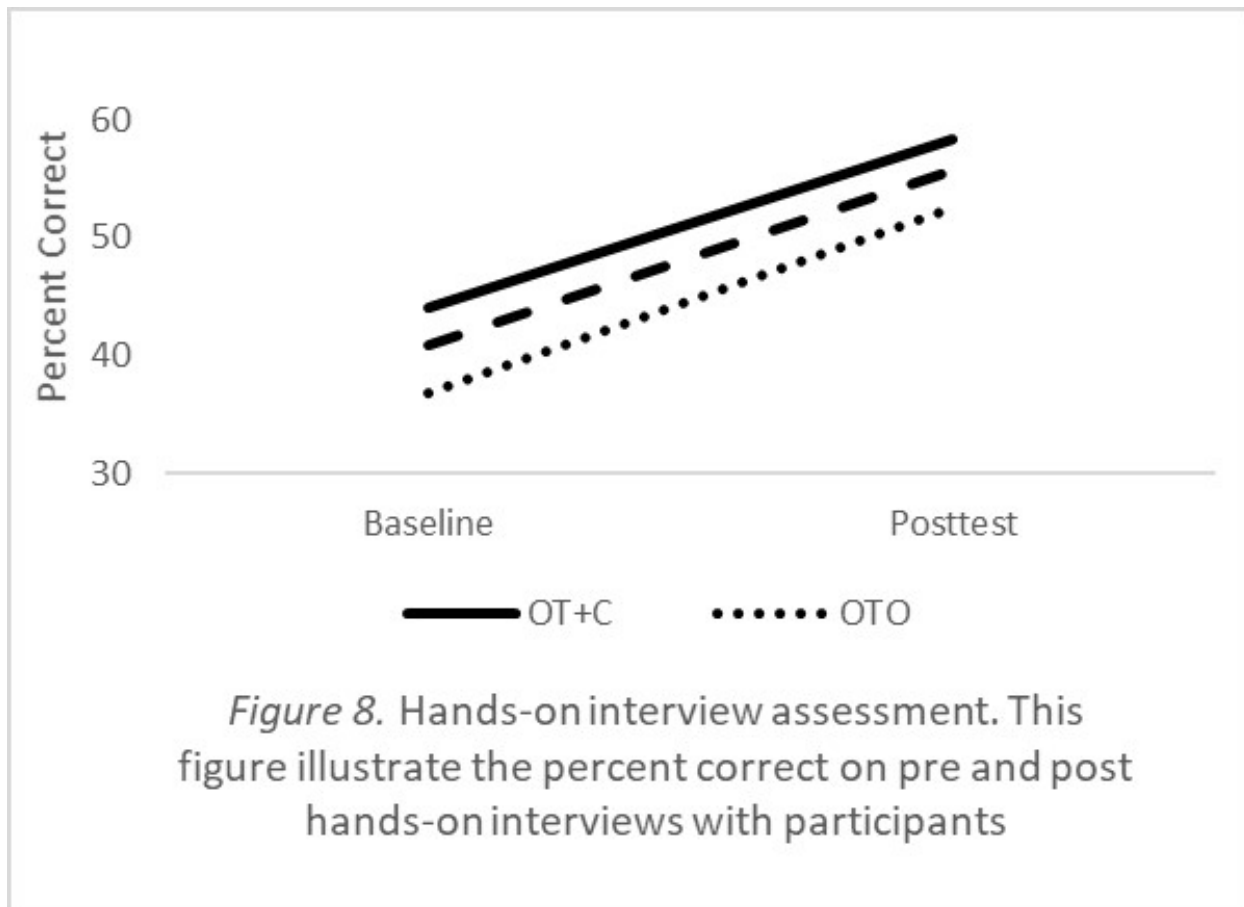 Percent Correct
60
50
40
30
Baseline Posttest
OT+C OTO
Figure 8. Hands-on interview assessment. This
figure illustrate the percent correct on pre and post
hands-on interviews with participants